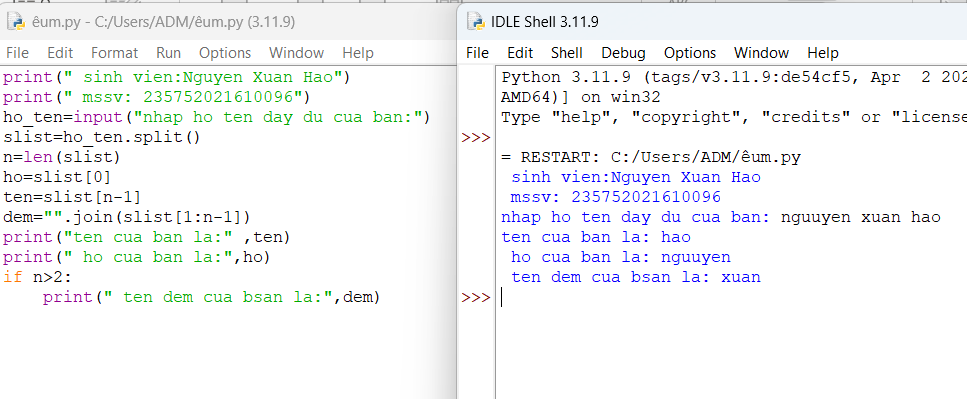 êum.py - C:/Users/ADM/êum.py (3.11.9)
File Edit Format Run Options Window Help
print(" sinh vien:Nguyen Xuan Hao")
print(" mssv: 235752021610096")
ho_ten=input("nhap ho ten day du cua ban:")
slist=ho_ten.split()
n=len(slist)
ho=slist[0]
ten=slist[n-1]
dem="".join(slist[1:n-1])
print("ten cua ban la:" ,ten)
print(" ho cua ban la:",ho)
if n>2:
    print(" ten dem cua bsan la:",dem)
IDLE Shell 3.11.9
File Edit Shell Debug Options Window Help
Python 3.11.9 (tags/v3.11.9:de54cf5, Apr  2 202
AMD64)] on win32
Type "help", "copyright", "credits" or "license
>>>
= RESTART: C:/Users/ADM/êum.py
 sinh vien:Nguyen Xuan Hao
 mssv: 235752021610096
nhap ho ten day du cua ban: nguuyen xuan hao
ten cua ban la: hao
 ho cua ban la: nguuyen
 ten dem cua bsan la: xuan
>>>